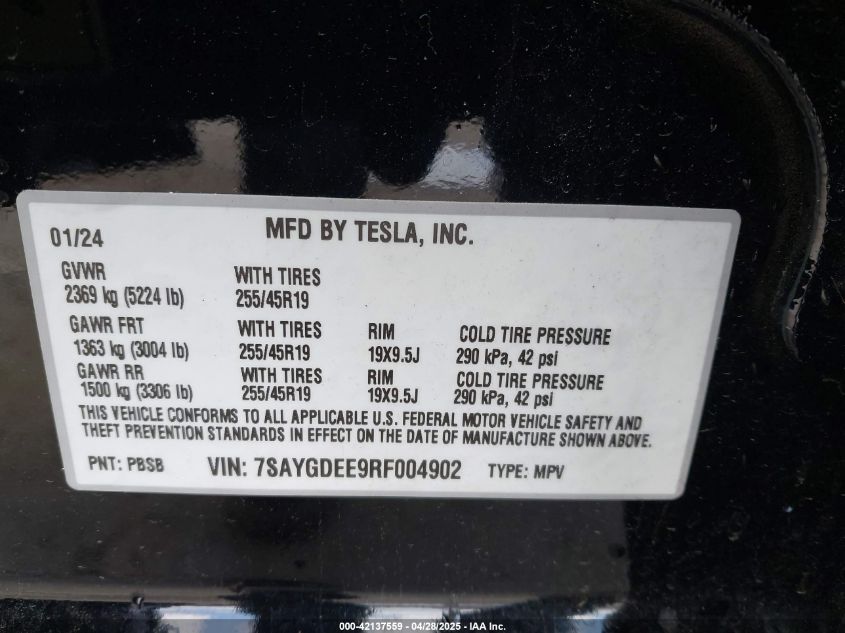 01/24
MFD BY TESLA, INC.
GVWR
2369 kg (5224 lb)
WITH TIRES
255/45R19
GAWR FRT
1363 kg (3004 lb)
WITH TIRES
255/45R19
RIM
19X9.5J
COLD TIRE PRESSURE
290 kPa, 42 psi
GAWR RR
1500 kg (3306 lb)
WITH TIRES
255/45R19
RIM
19X9.5J
COLD TIRE PRESSURE
290 kPa, 42 psi
THIS VEHICLE CONFORMS TO ALL APPLICABLE U.S. FEDERAL MOTOR VEHICLE SAFETY AND
THEFT PREVENTION STANDARDS IN EFFECT ON THE DATE OF MANUFACTURE SHOWN ABOVE.
PNT: PBSB
VIN: 7SAYGDEE9RF004902
TYPE: MPV
000-42137559 - 04/28/2025 - IAA Inc.